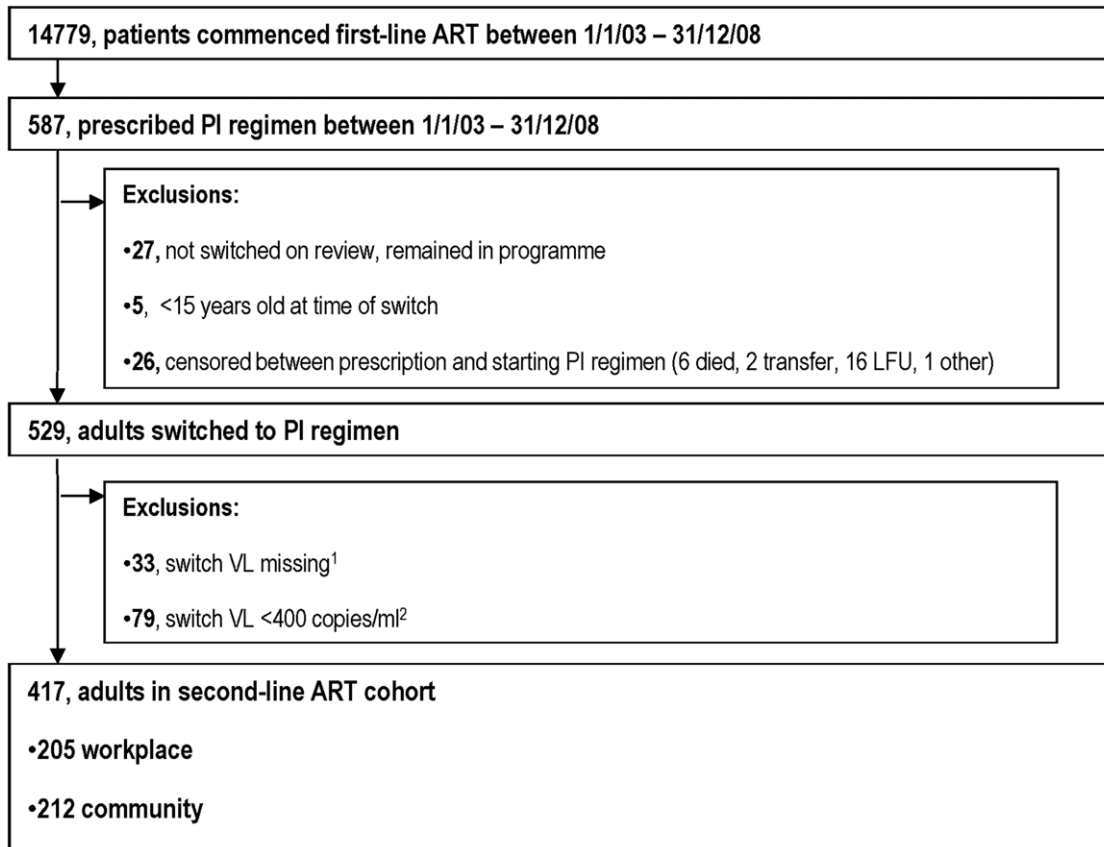 14779, patients commenced first-line ART between 1/1/03 – 31/12/08
587, prescribed PI regimen between 1/1/03 – 31/12/08
Exclusions:
•27, not switched on review, remained in programme
•5, <15 years old at time of switch
•26, censored between prescription and starting PI regimen (6 died, 2 transfer, 16 LFU, 1 other)
529, adults switched to PI regimen
Exclusions:
•33, switch VL missing¹
•79, switch VL <400 copies/ml²
417, adults in second-line ART cohort
•205 workplace
•212 community